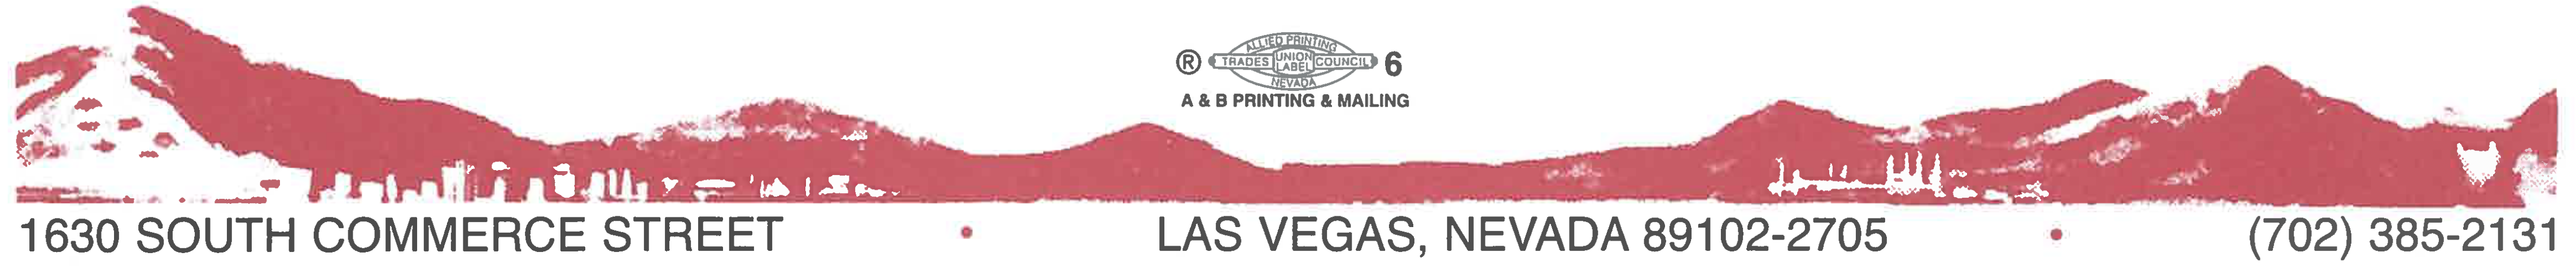 ALLIED PRINTING
® TRADES UNION LABEL COUNCIL 6
NEVADA
A & B PRINTING & MAILING
1630 SOUTH COMMERCE STREET • LAS VEGAS, NEVADA 89102-2705 • (702) 385-2131